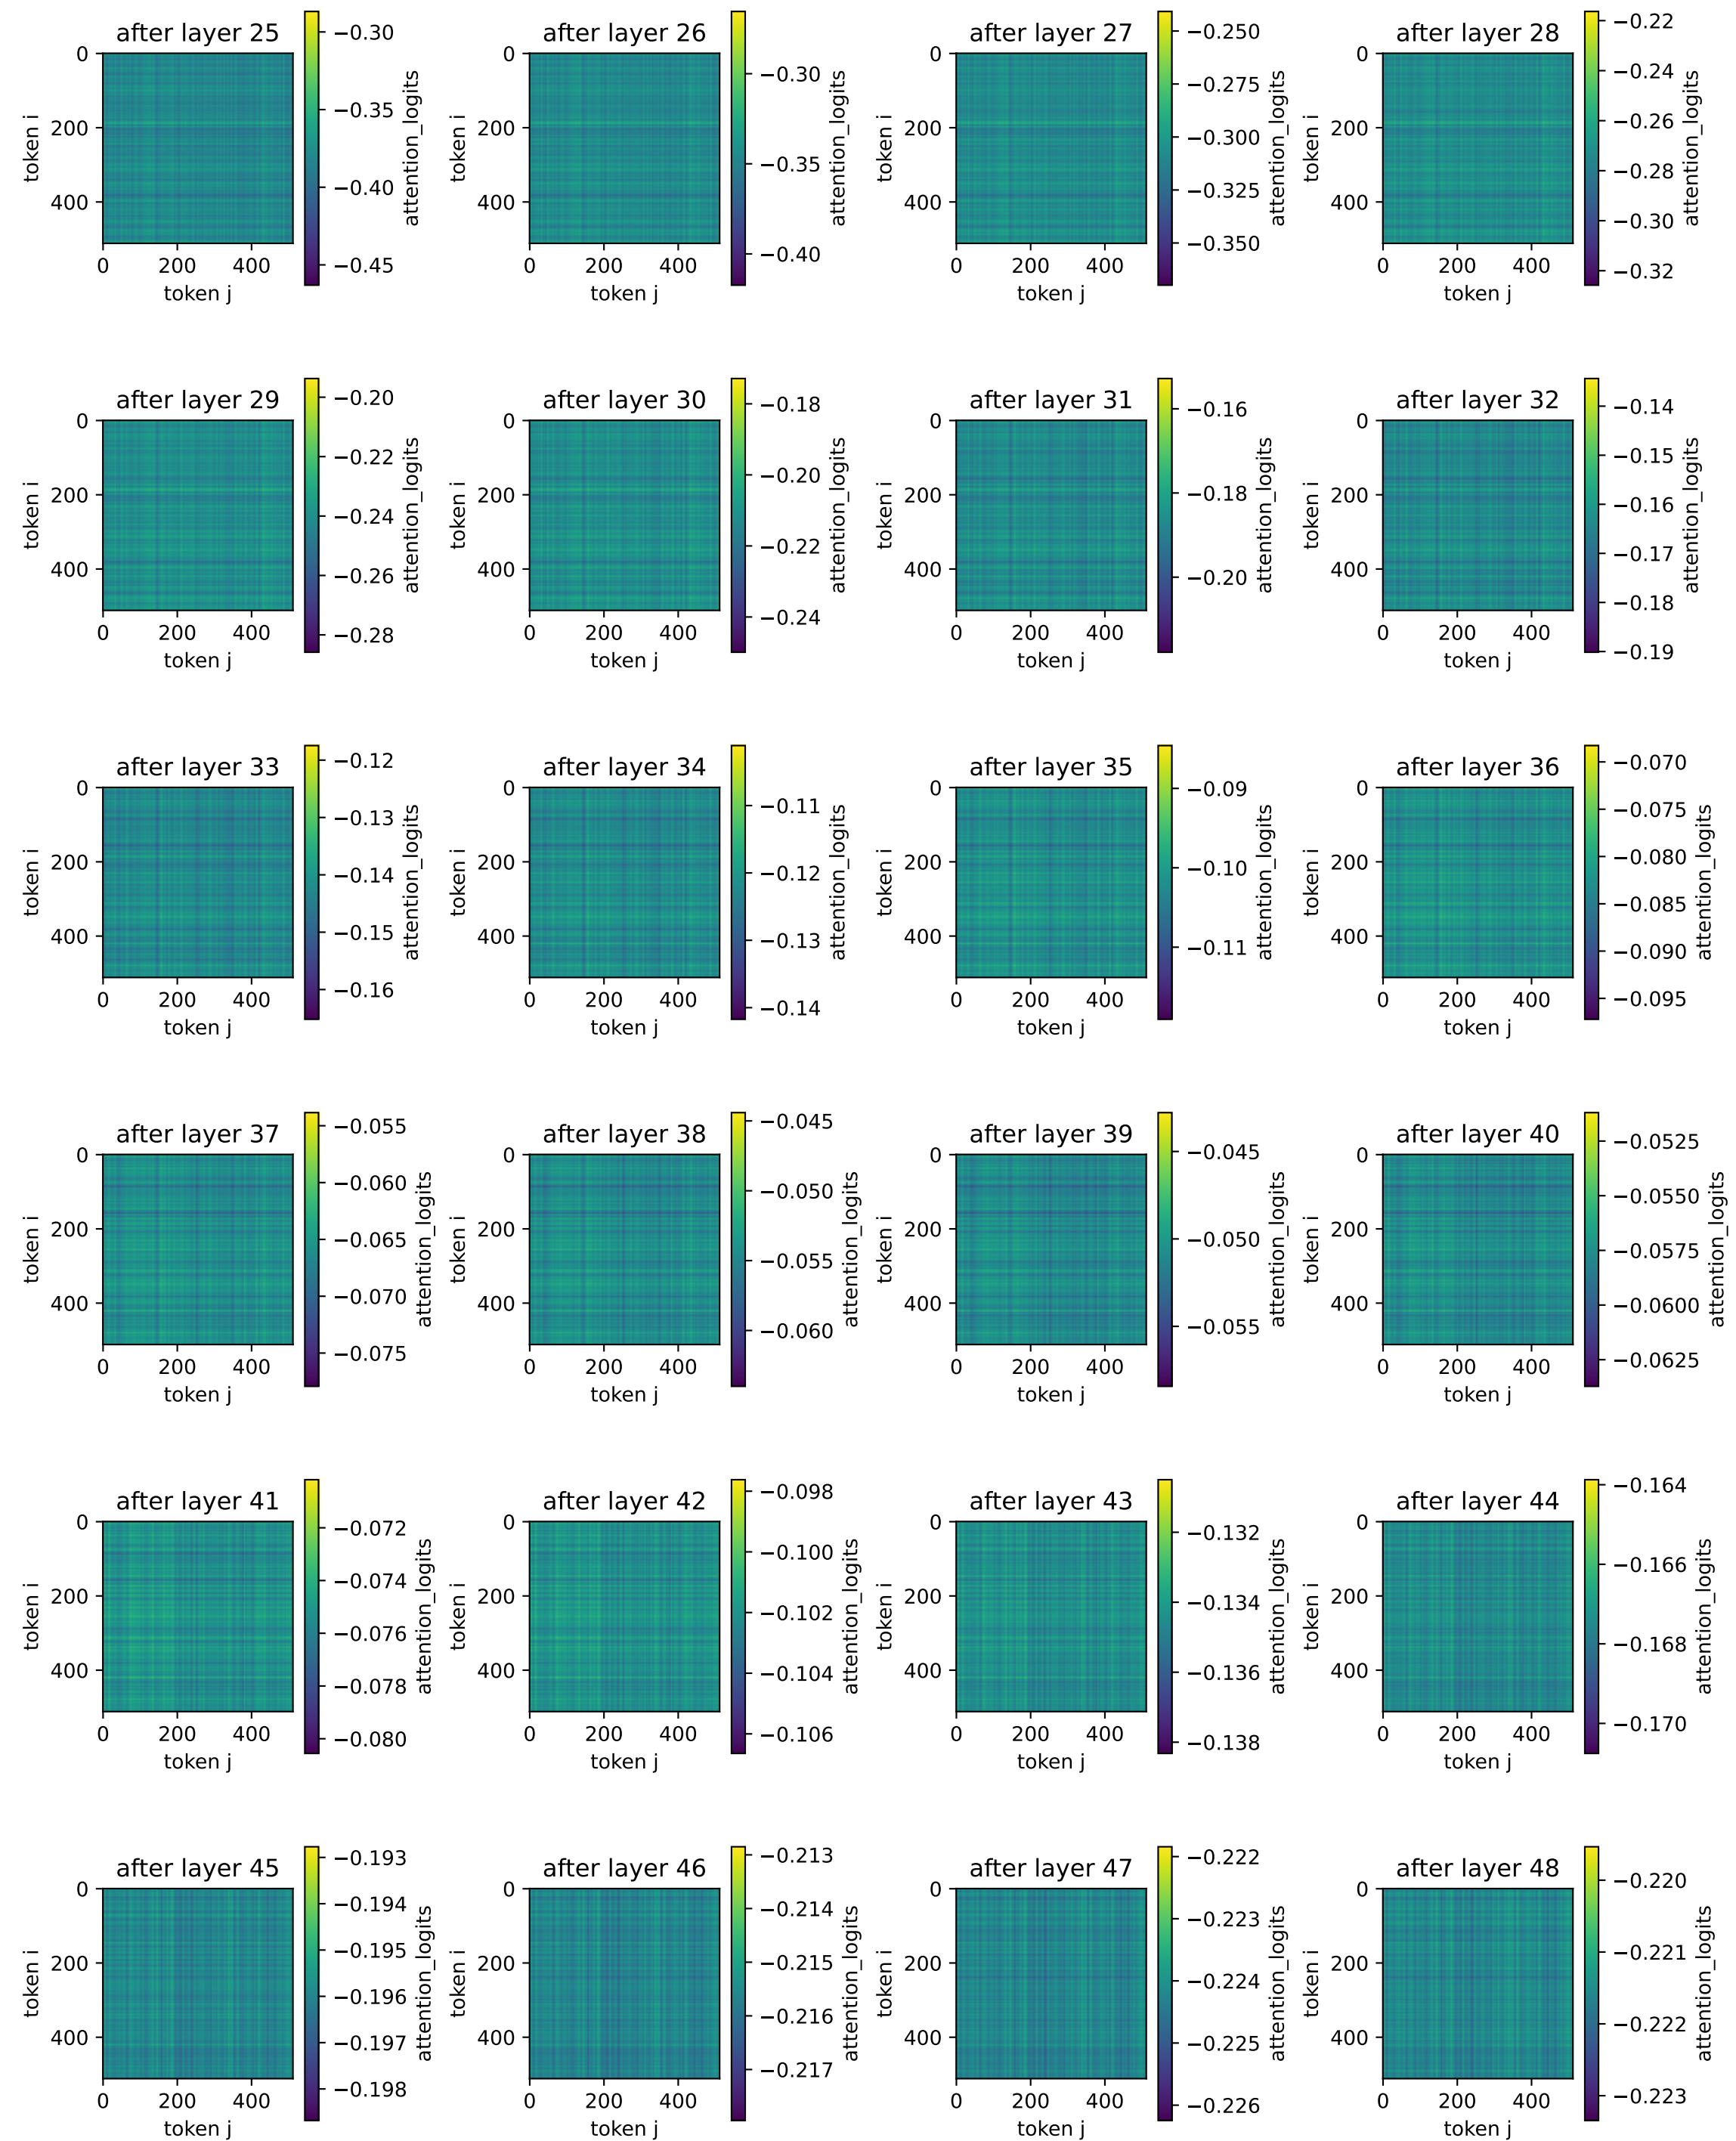 after layer 25
0
200
400
token i
0 200 400
token j
−0.30
−0.35
−0.40
−0.45
attention_logits
after layer 26
0
200
400
token i
0 200 400
token j
−0.30
−0.35
−0.40
attention_logits
after layer 27
0
200
400
token i
0 200 400
token j
−0.250
−0.275
−0.300
−0.325
−0.350
attention_logits
after layer 28
0
200
400
token i
0 200 400
token j
−0.22
−0.24
−0.26
−0.28
−0.30
−0.32
attention_logits
after layer 29
0
200
400
token i
0 200 400
token j
−0.20
−0.22
−0.24
−0.26
−0.28
attention_logits
after layer 30
0
200
400
token i
0 200 400
token j
−0.18
−0.20
−0.22
−0.24
attention_logits
after layer 31
0
200
400
token i
0 200 400
token j
−0.16
−0.18
−0.20
attention_logits
after layer 32
0
200
400
token i
0 200 400
token j
−0.14
−0.15
−0.16
−0.17
−0.18
−0.19
attention_logits
after layer 33
0
200
400
token i
0 200 400
token j
−0.12
−0.13
−0.14
−0.15
−0.16
attention_logits
after layer 34
0
200
400
token i
0 200 400
token j
−0.11
−0.12
−0.13
−0.14
attention_logits
after layer 35
0
200
400
token i
0 200 400
token j
−0.09
−0.10
−0.11
attention_logits
after layer 36
0
200
400
token i
0 200 400
token j
−0.070
−0.075
−0.080
−0.085
−0.090
−0.095
attention_logits
after layer 37
0
200
400
token i
0 200 400
token j
−0.055
−0.060
−0.065
−0.070
−0.075
attention_logits
after layer 38
0
200
400
token i
0 200 400
token j
−0.045
−0.050
−0.055
−0.060
attention_logits
after layer 39
0
200
400
token i
0 200 400
token j
−0.045
−0.050
−0.055
attention_logits
after layer 40
0
200
400
token i
0 200 400
token j
−0.0525
−0.0550
−0.0575
−0.0600
−0.0625
attention_logits
after layer 41
0
200
400
token i
0 200 400
token j
−0.072
−0.074
−0.076
−0.078
−0.080
attention_logits
after layer 42
0
200
400
token i
0 200 400
token j
−0.098
−0.100
−0.102
−0.104
−0.106
attention_logits
after layer 43
0
200
400
token i
0 200 400
token j
−0.132
−0.134
−0.136
−0.138
attention_logits
after layer 44
0
200
400
token i
0 200 400
token j
−0.164
−0.166
−0.168
−0.170
attention_logits
after layer 45
0
200
400
token i
0 200 400
token j
−0.193
−0.194
−0.195
−0.196
−0.197
−0.198
attention_logits
after layer 46
0
200
400
token i
0 200 400
token j
−0.213
−0.214
−0.215
−0.216
−0.217
attention_logits
after layer 47
0
200
400
token i
0 200 400
token j
−0.222
−0.223
−0.224
−0.225
−0.226
attention_logits
after layer 48
0
200
400
token i
0 200 400
token j
−0.220
−0.221
−0.222
−0.223
attention_logits